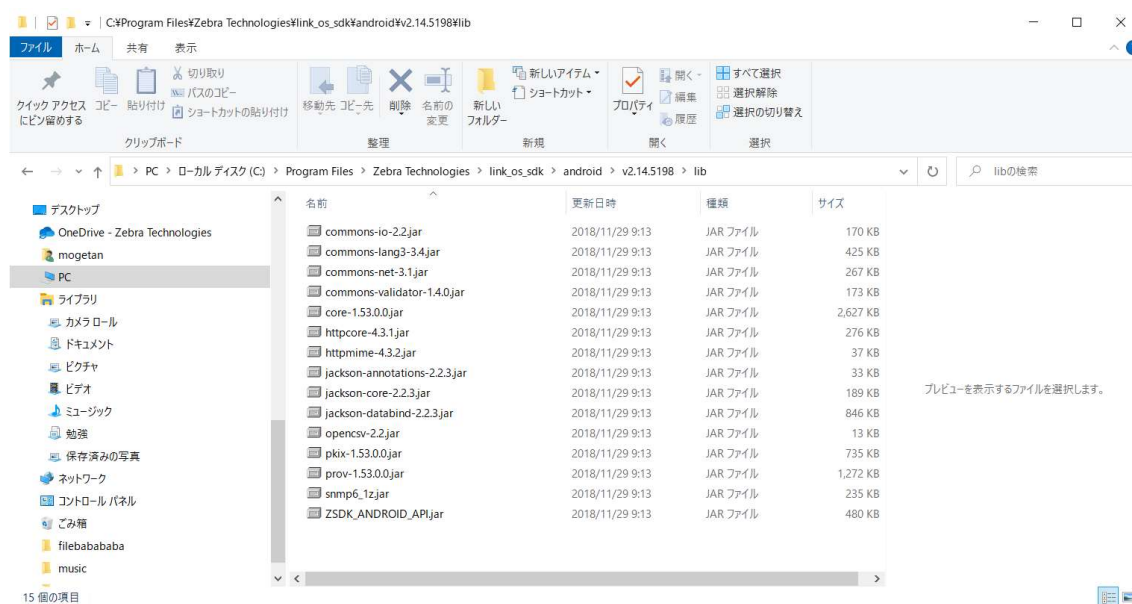 C:¥Program Files¥Zebra Technologies¥link_os_sdk¥android¥v2.14.5198¥lib
ファイル ホーム 共有 表示
クイック アクセス
にピン留めする
コピー
貼り付け
切り取り
パスのコピー
ショートカットの貼り付け
移動先 コピー先 削除 名前の
変更
新しい
フォルダー
新しいアイテム
ショートカット
プロパティ
開く
編集
履歴
すべて選択
選択解除
選択の切り替え
クリップボード 整理 新規 開く 選択
PC > ローカル ディスク (C:) > Program Files > Zebra Technologies > link_os_sdk > android > v2.14.5198 > lib
libの検索
デスクトップ
OneDrive - Zebra Technologies
mogetan
PC
ライブラリ
カメラ ロール
ドキュメント
ピクチャ
ビデオ
ミュージック
勉強
保存済みの写真
ネットワーク
コントロール パネル
ごみ箱
filebabababa
music
名前 更新日時 種類 サイズ
commons-io-2.2.jar 2018/11/29 9:13 JAR ファイル 170 KB
commons-lang3-3.4.jar 2018/11/29 9:13 JAR ファイル 425 KB
commons-net-3.1.jar 2018/11/29 9:13 JAR ファイル 267 KB
commons-validator-1.4.0.jar 2018/11/29 9:13 JAR ファイル 173 KB
core-1.53.0.0.jar 2018/11/29 9:13 JAR ファイル 2,627 KB
httpcore-4.3.1.jar 2018/11/29 9:13 JAR ファイル 276 KB
httpmime-4.3.2.jar 2018/11/29 9:13 JAR ファイル 37 KB
jackson-annotations-2.2.3.jar 2018/11/29 9:13 JAR ファイル 33 KB
jackson-core-2.2.3.jar 2018/11/29 9:13 JAR ファイル 189 KB
jackson-databind-2.2.3.jar 2018/11/29 9:13 JAR ファイル 846 KB
opencsv-2.2.jar 2018/11/29 9:13 JAR ファイル 13 KB
pkix-1.53.0.0.jar 2018/11/29 9:13 JAR ファイル 735 KB
prov-1.53.0.0.jar 2018/11/29 9:13 JAR ファイル 1,272 KB
snmp6_1z.jar 2018/11/29 9:13 JAR ファイル 235 KB
ZSDK_ANDROID_API.jar 2018/11/29 9:13 JAR ファイル 480 KB
プレビューを表示するファイルを選択します。
15 個の項目